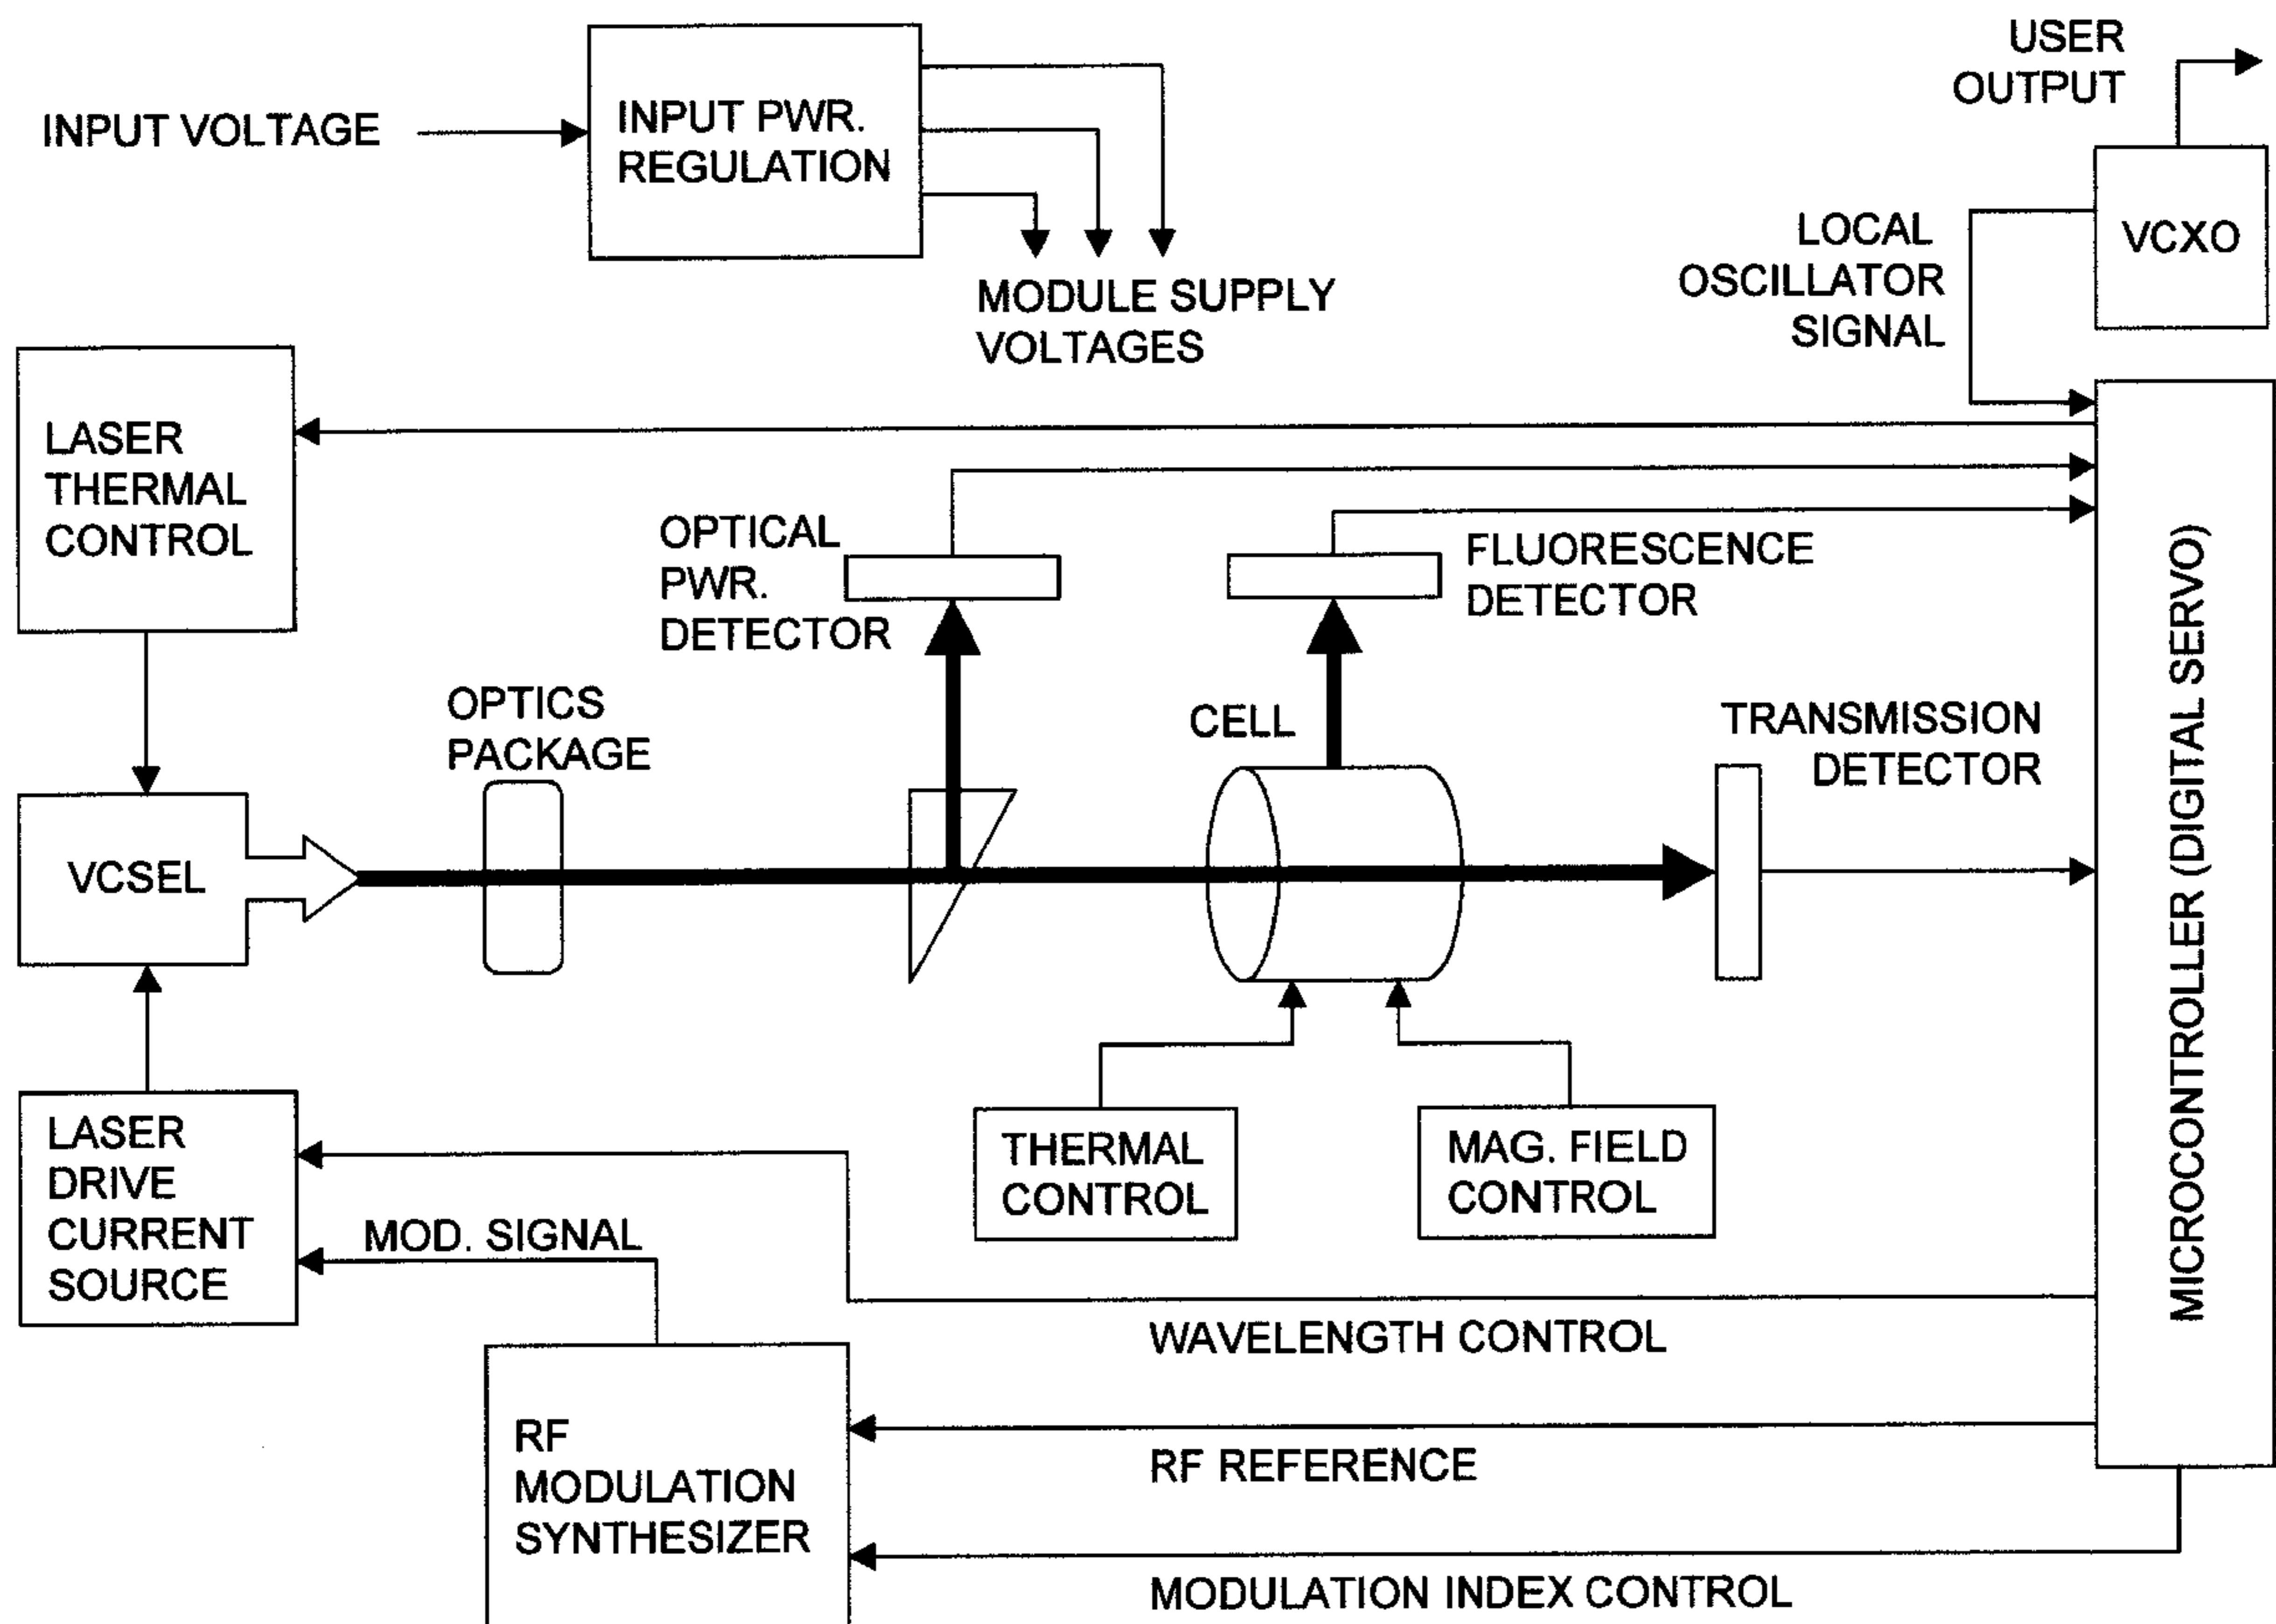 USER
OUTPUT
INPUT VOLTAGE
INPUT PWR.
REGULATION
MODULE SUPPLY
VOLTAGES
LOCAL
OSCILLATOR
SIGNAL
VCXO
LASER
THERMAL
CONTROL
OPTICAL
PWR.
DETECTOR
FLUORESCENCE
DETECTOR
OPTICS
PACKAGE
CELL
TRANSMISSION
DETECTOR
MICROCONTROLLER (DIGITAL SERVO)
VCSEL
LASER
DRIVE
CURRENT
SOURCE
THERMAL
CONTROL
MAG. FIELD
CONTROL
MOD. SIGNAL
WAVELENGTH CONTROL
RF
MODULATION
SYNTHESIZER
RF REFERENCE
MODULATION INDEX CONTROL